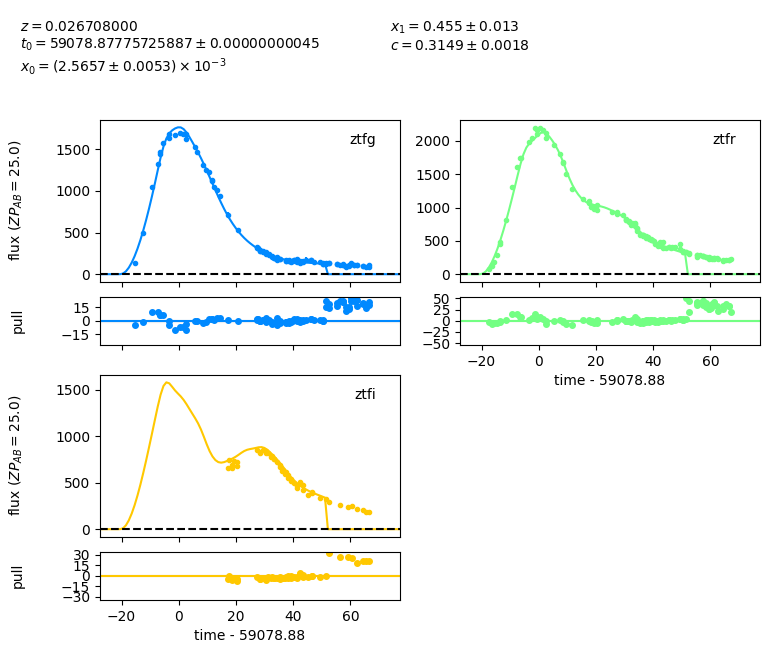 z = 0.026708000
t₀ = 59078.87775725887 ± 0.00000000045
x₀ = (2.5657 ± 0.0053) × 10⁻³
x₁ = 0.455 ± 0.013
c = 0.3149 ± 0.0018
flux (ZP_AB = 25.0)
1500
1000
500
0
ztfg
pull
15
0
−15
2000
1500
1000
500
0
ztfr
50
25
0
−25
−50
−20 0 20 40 60
time - 59078.88
flux (ZP_AB = 25.0)
1500
1000
500
0
ztfi
pull
30
15
0
−15
−30
−20 0 20 40 60
time - 59078.88